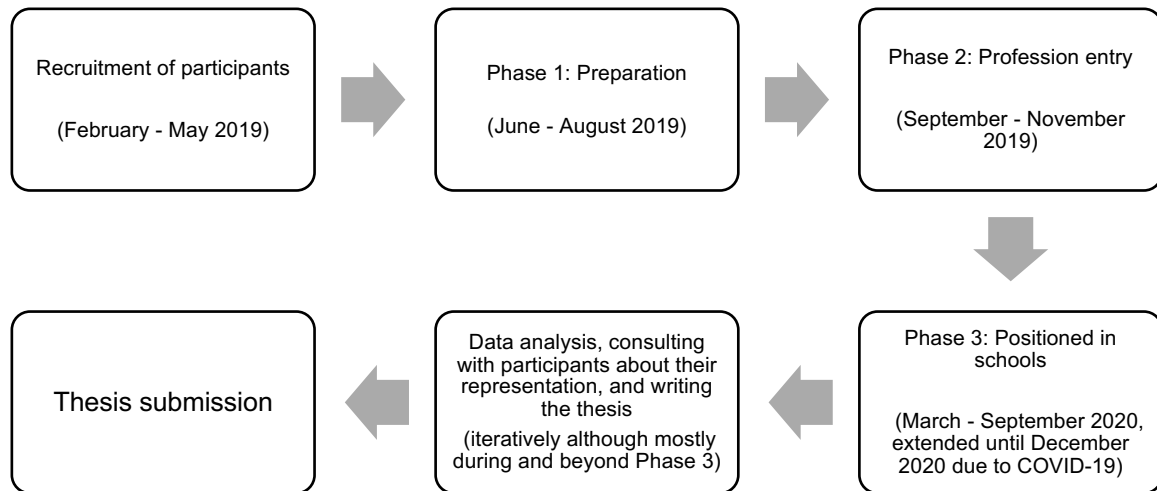 Recruitment of participants
(February - May 2019)
Phase 1: Preparation
(June - August 2019)
Phase 2: Profession entry
(September - November
2019)
Phase 3: Positioned in
schools
(March - September 2020,
extended until December
2020 due to COVID-19)
Data analysis, consulting
with participants about their
representation, and writing
the thesis
(iteratively although mostly
during and beyond Phase 3)
Thesis submission